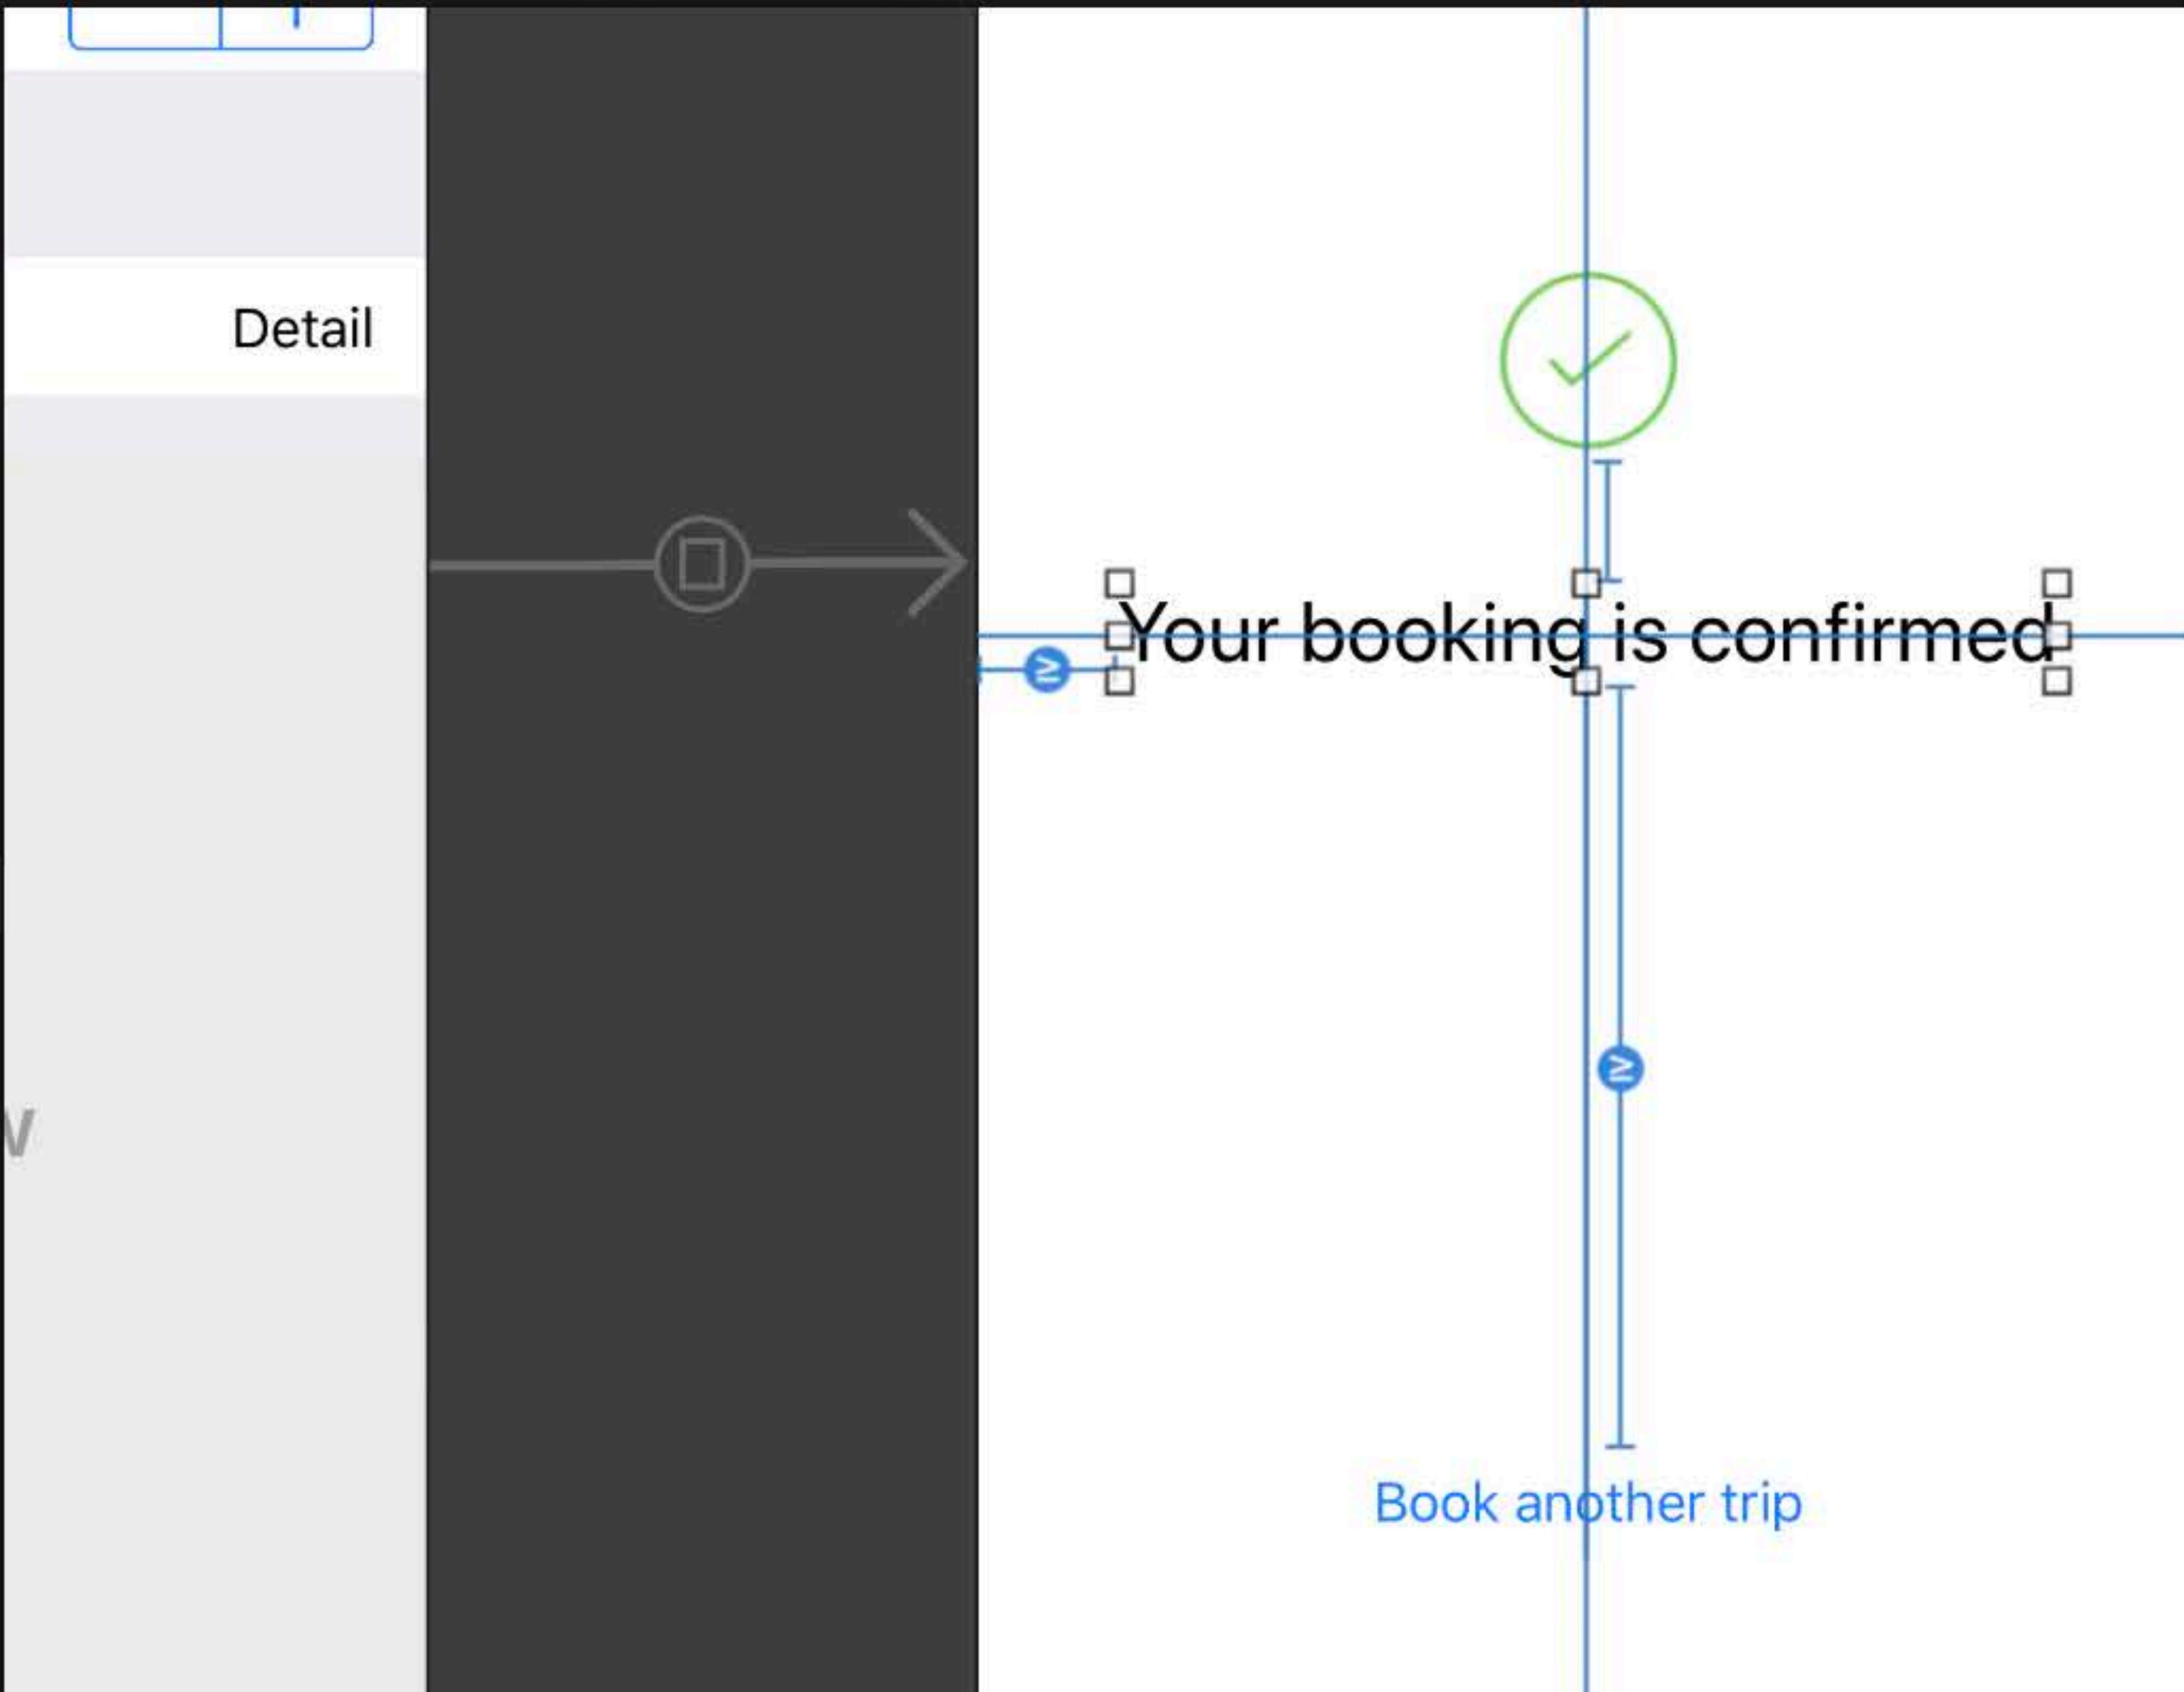 Detail
Your booking is confirmed
≥
≥
Book another trip